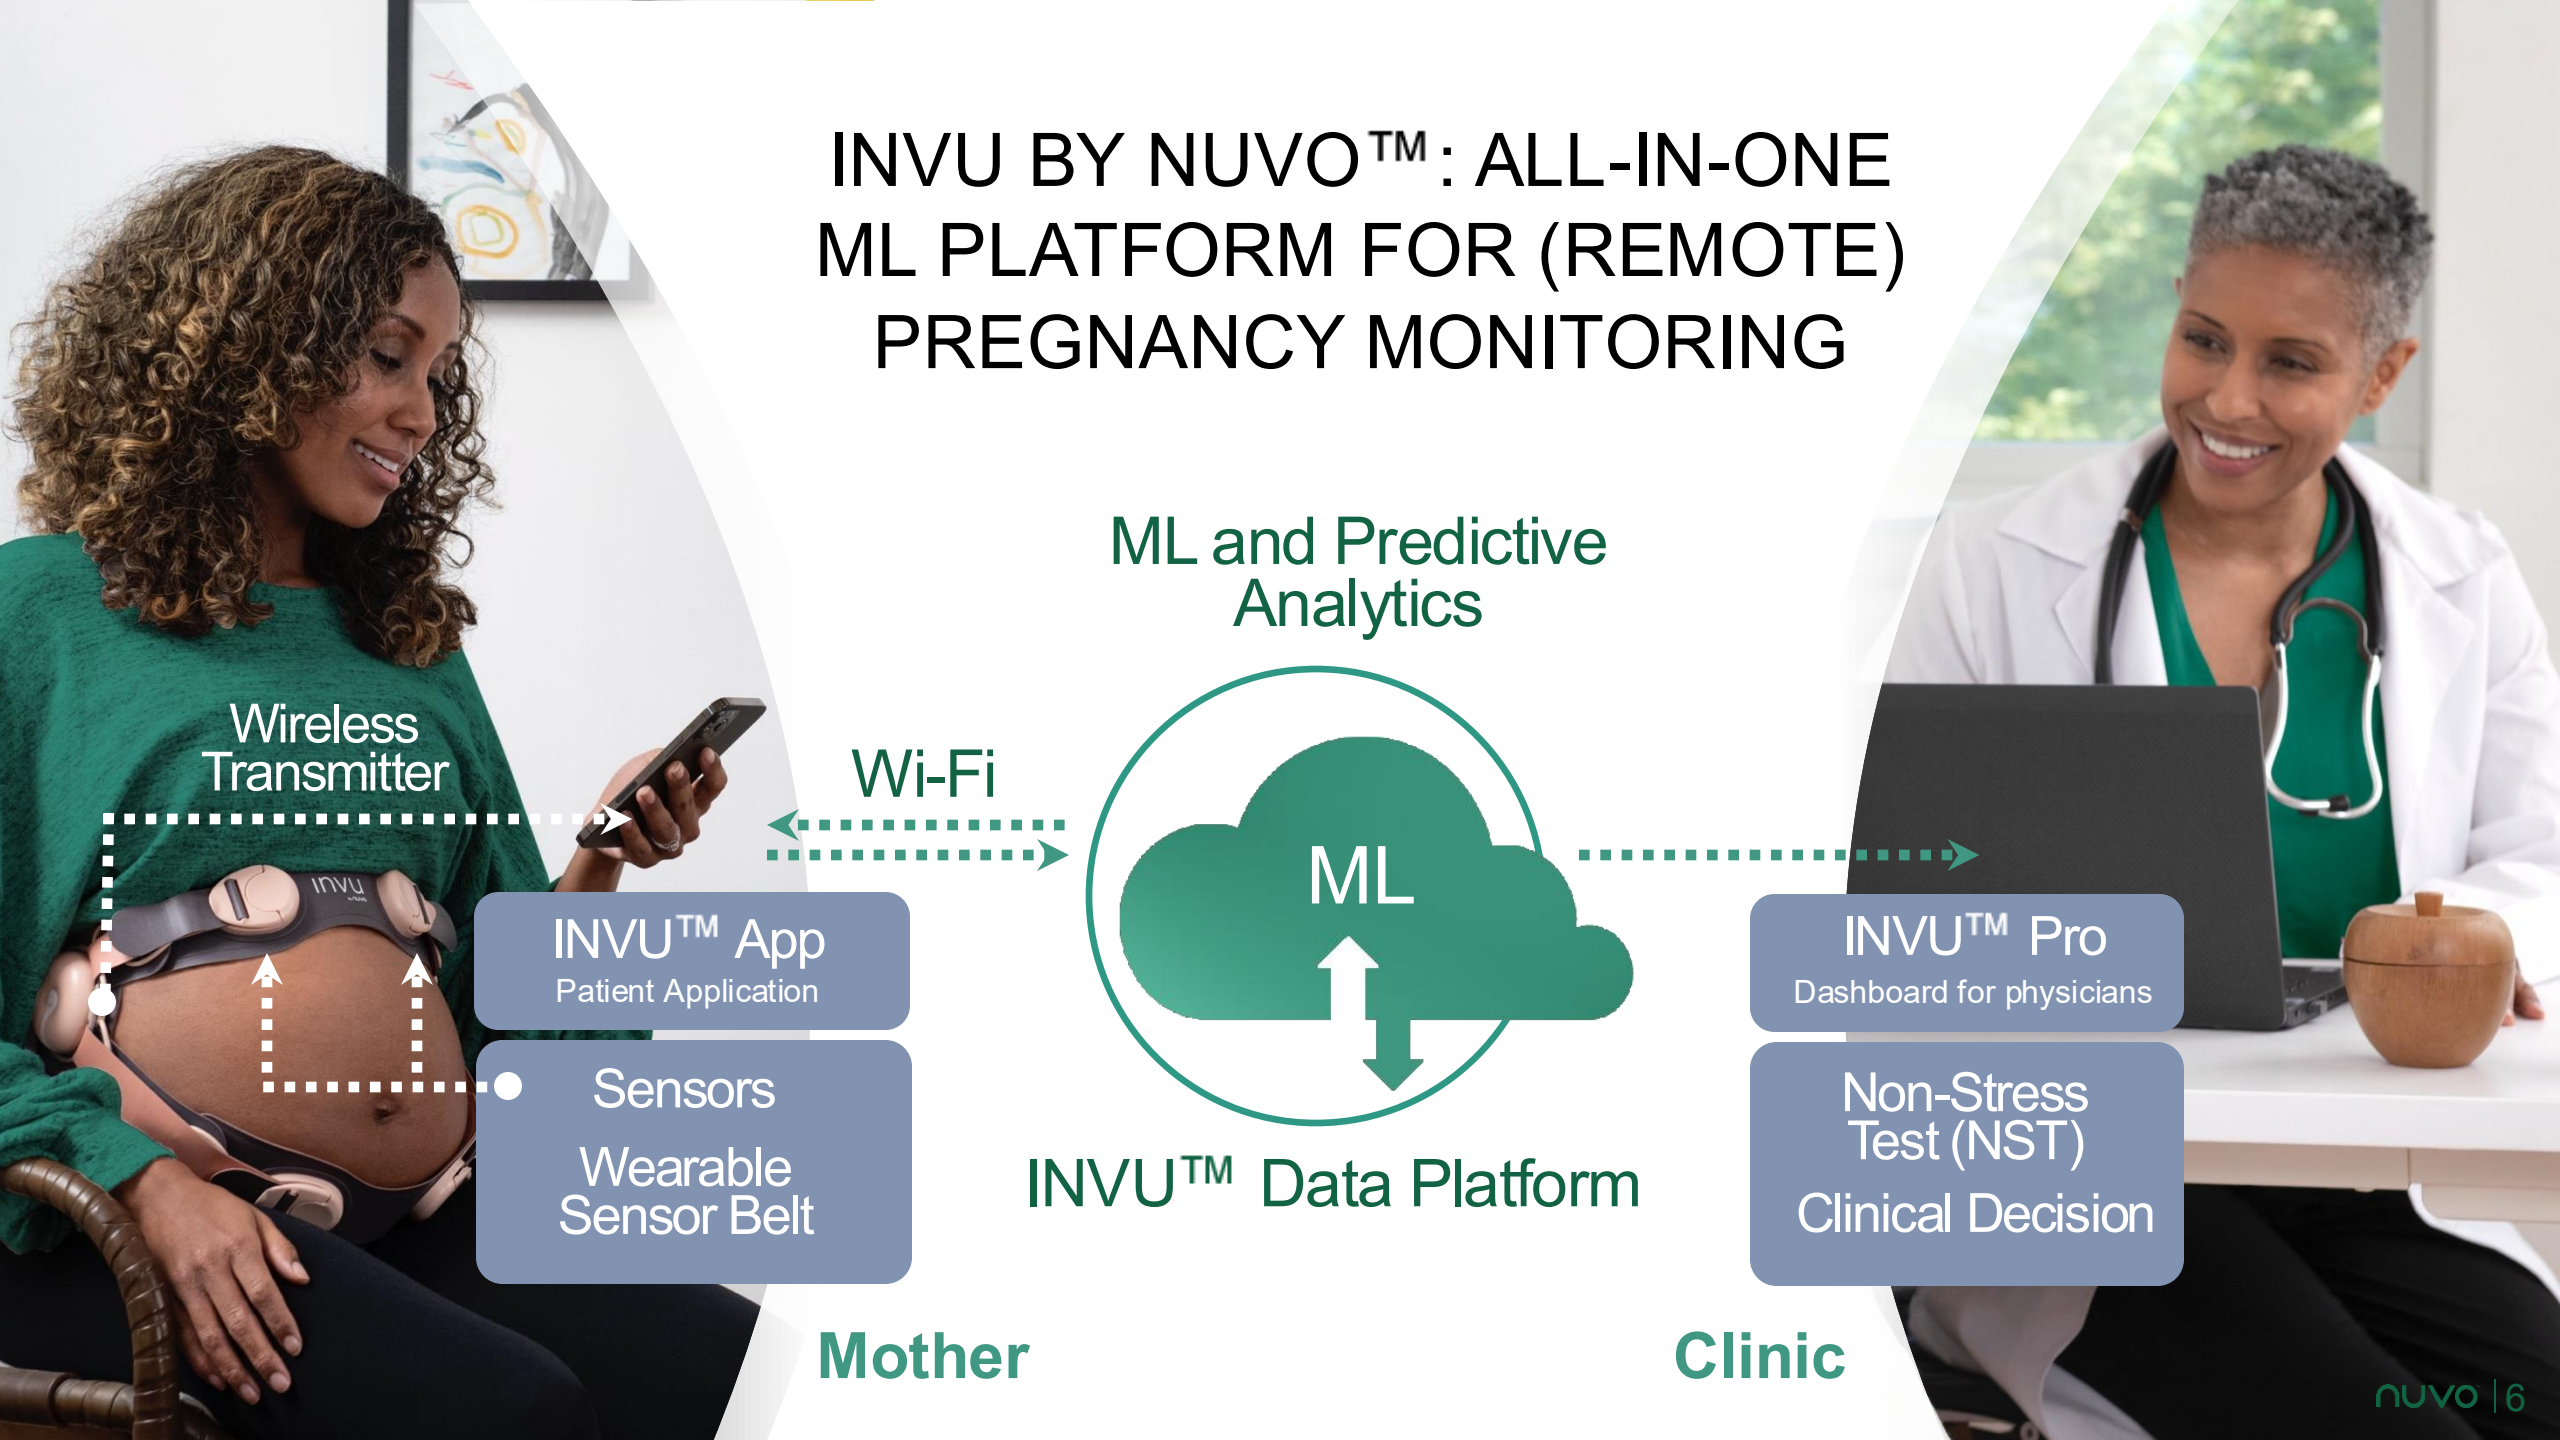 INVU BY NUVO™: ALL-IN-ONE
ML PLATFORM FOR (REMOTE)
PREGNANCY MONITORING
ML and Predictive
Analytics
Wireless
Transmitter
Wi-Fi
ML
invu
by nuvo
INVU™ App
Patient Application
Sensors
Wearable
Sensor Belt
INVU™ Data Platform
INVU™ Pro
Dashboard for physicians
Non-Stress
Test (NST)
Clinical Decision
Mother
Clinic
nuvo | 6